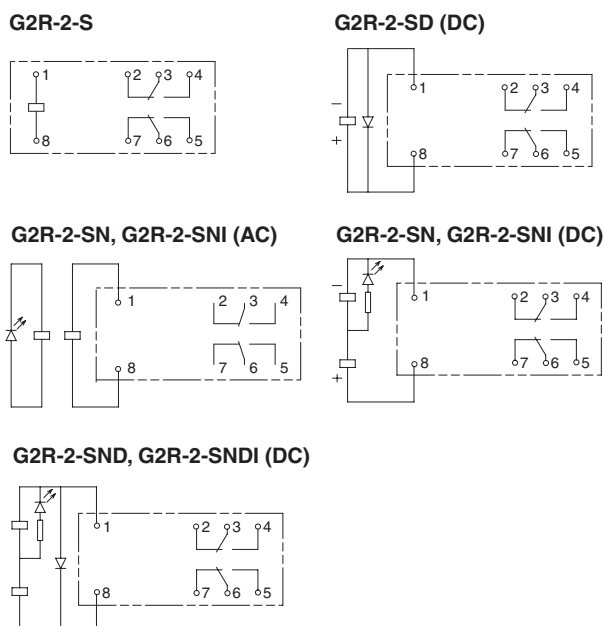 G2R-2-S
1 2 3 4
8 7 6 5
G2R-2-SD (DC)
1 2 3 4
−
+
8 7 6 5
G2R-2-SN, G2R-2-SNI (AC)
1 2 3 4
8 7 6 5
G2R-2-SN, G2R-2-SNI (DC)
−
1 2 3 4
8 7 6 5
+
G2R-2-SND, G2R-2-SNDI (DC)
1 2 3 4
8 7 6 5